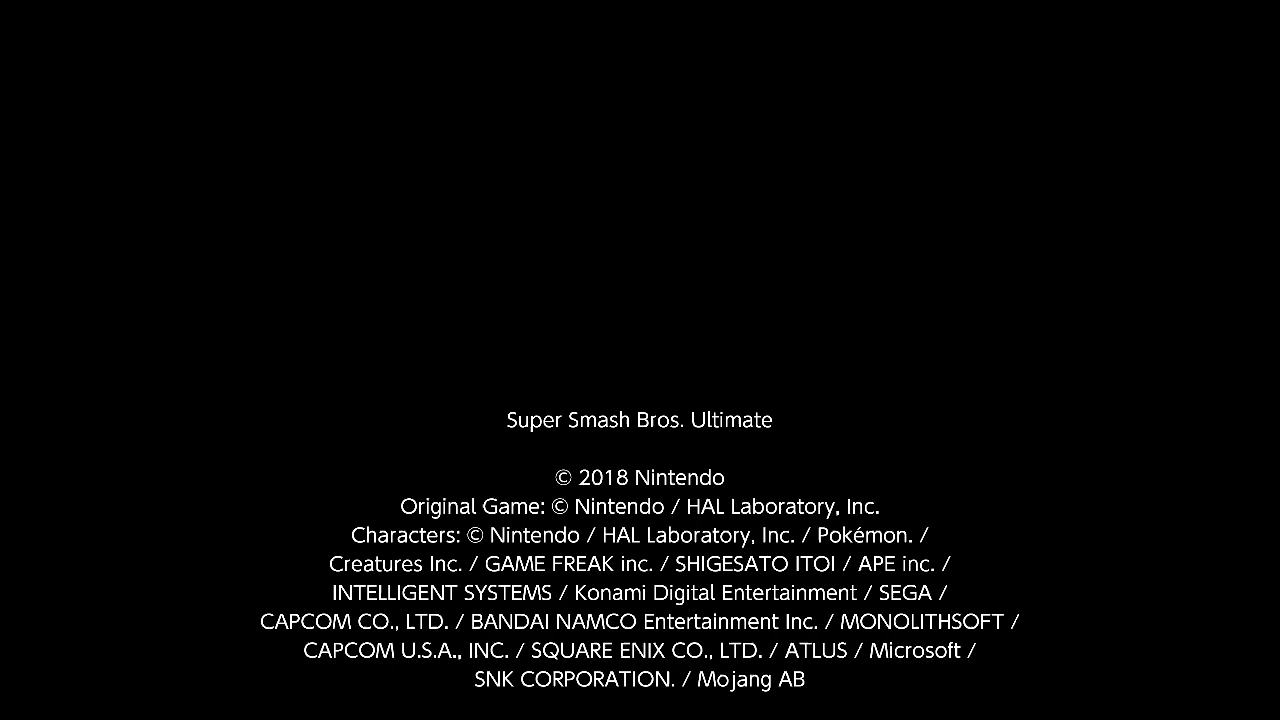 Super Smash Bros. Ultimate
© 2018 Nintendo
Original Game: © Nintendo / HAL Laboratory, Inc.
Characters: © Nintendo / HAL Laboratory, Inc. / Pokémon. /
Creatures Inc. / GAME FREAK inc. / SHIGESATO ITOI / APE inc. /
INTELLIGENT SYSTEMS / Konami Digital Entertainment / SEGA /
CAPCOM CO., LTD. / BANDAI NAMCO Entertainment Inc. / MONOLITHSOFT /
CAPCOM U.S.A., INC. / SQUARE ENIX CO., LTD. / ATLUS / Microsoft /
SNK CORPORATION. / Mojang AB